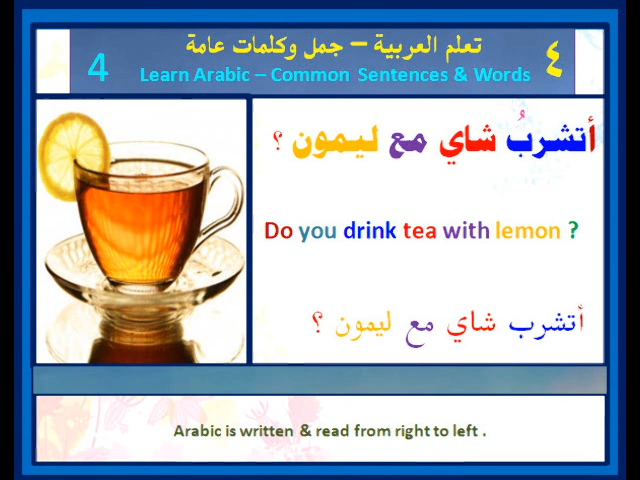 تعلم العربية – جمل وكلمات عامة
4 Learn Arabic – Common Sentences & Words ٤
أتشربُ شاي مع ليمون ؟
Do you drink tea with lemon ?
أتشرب شاي مع ليمون ؟
Arabic is written & read from right to left .